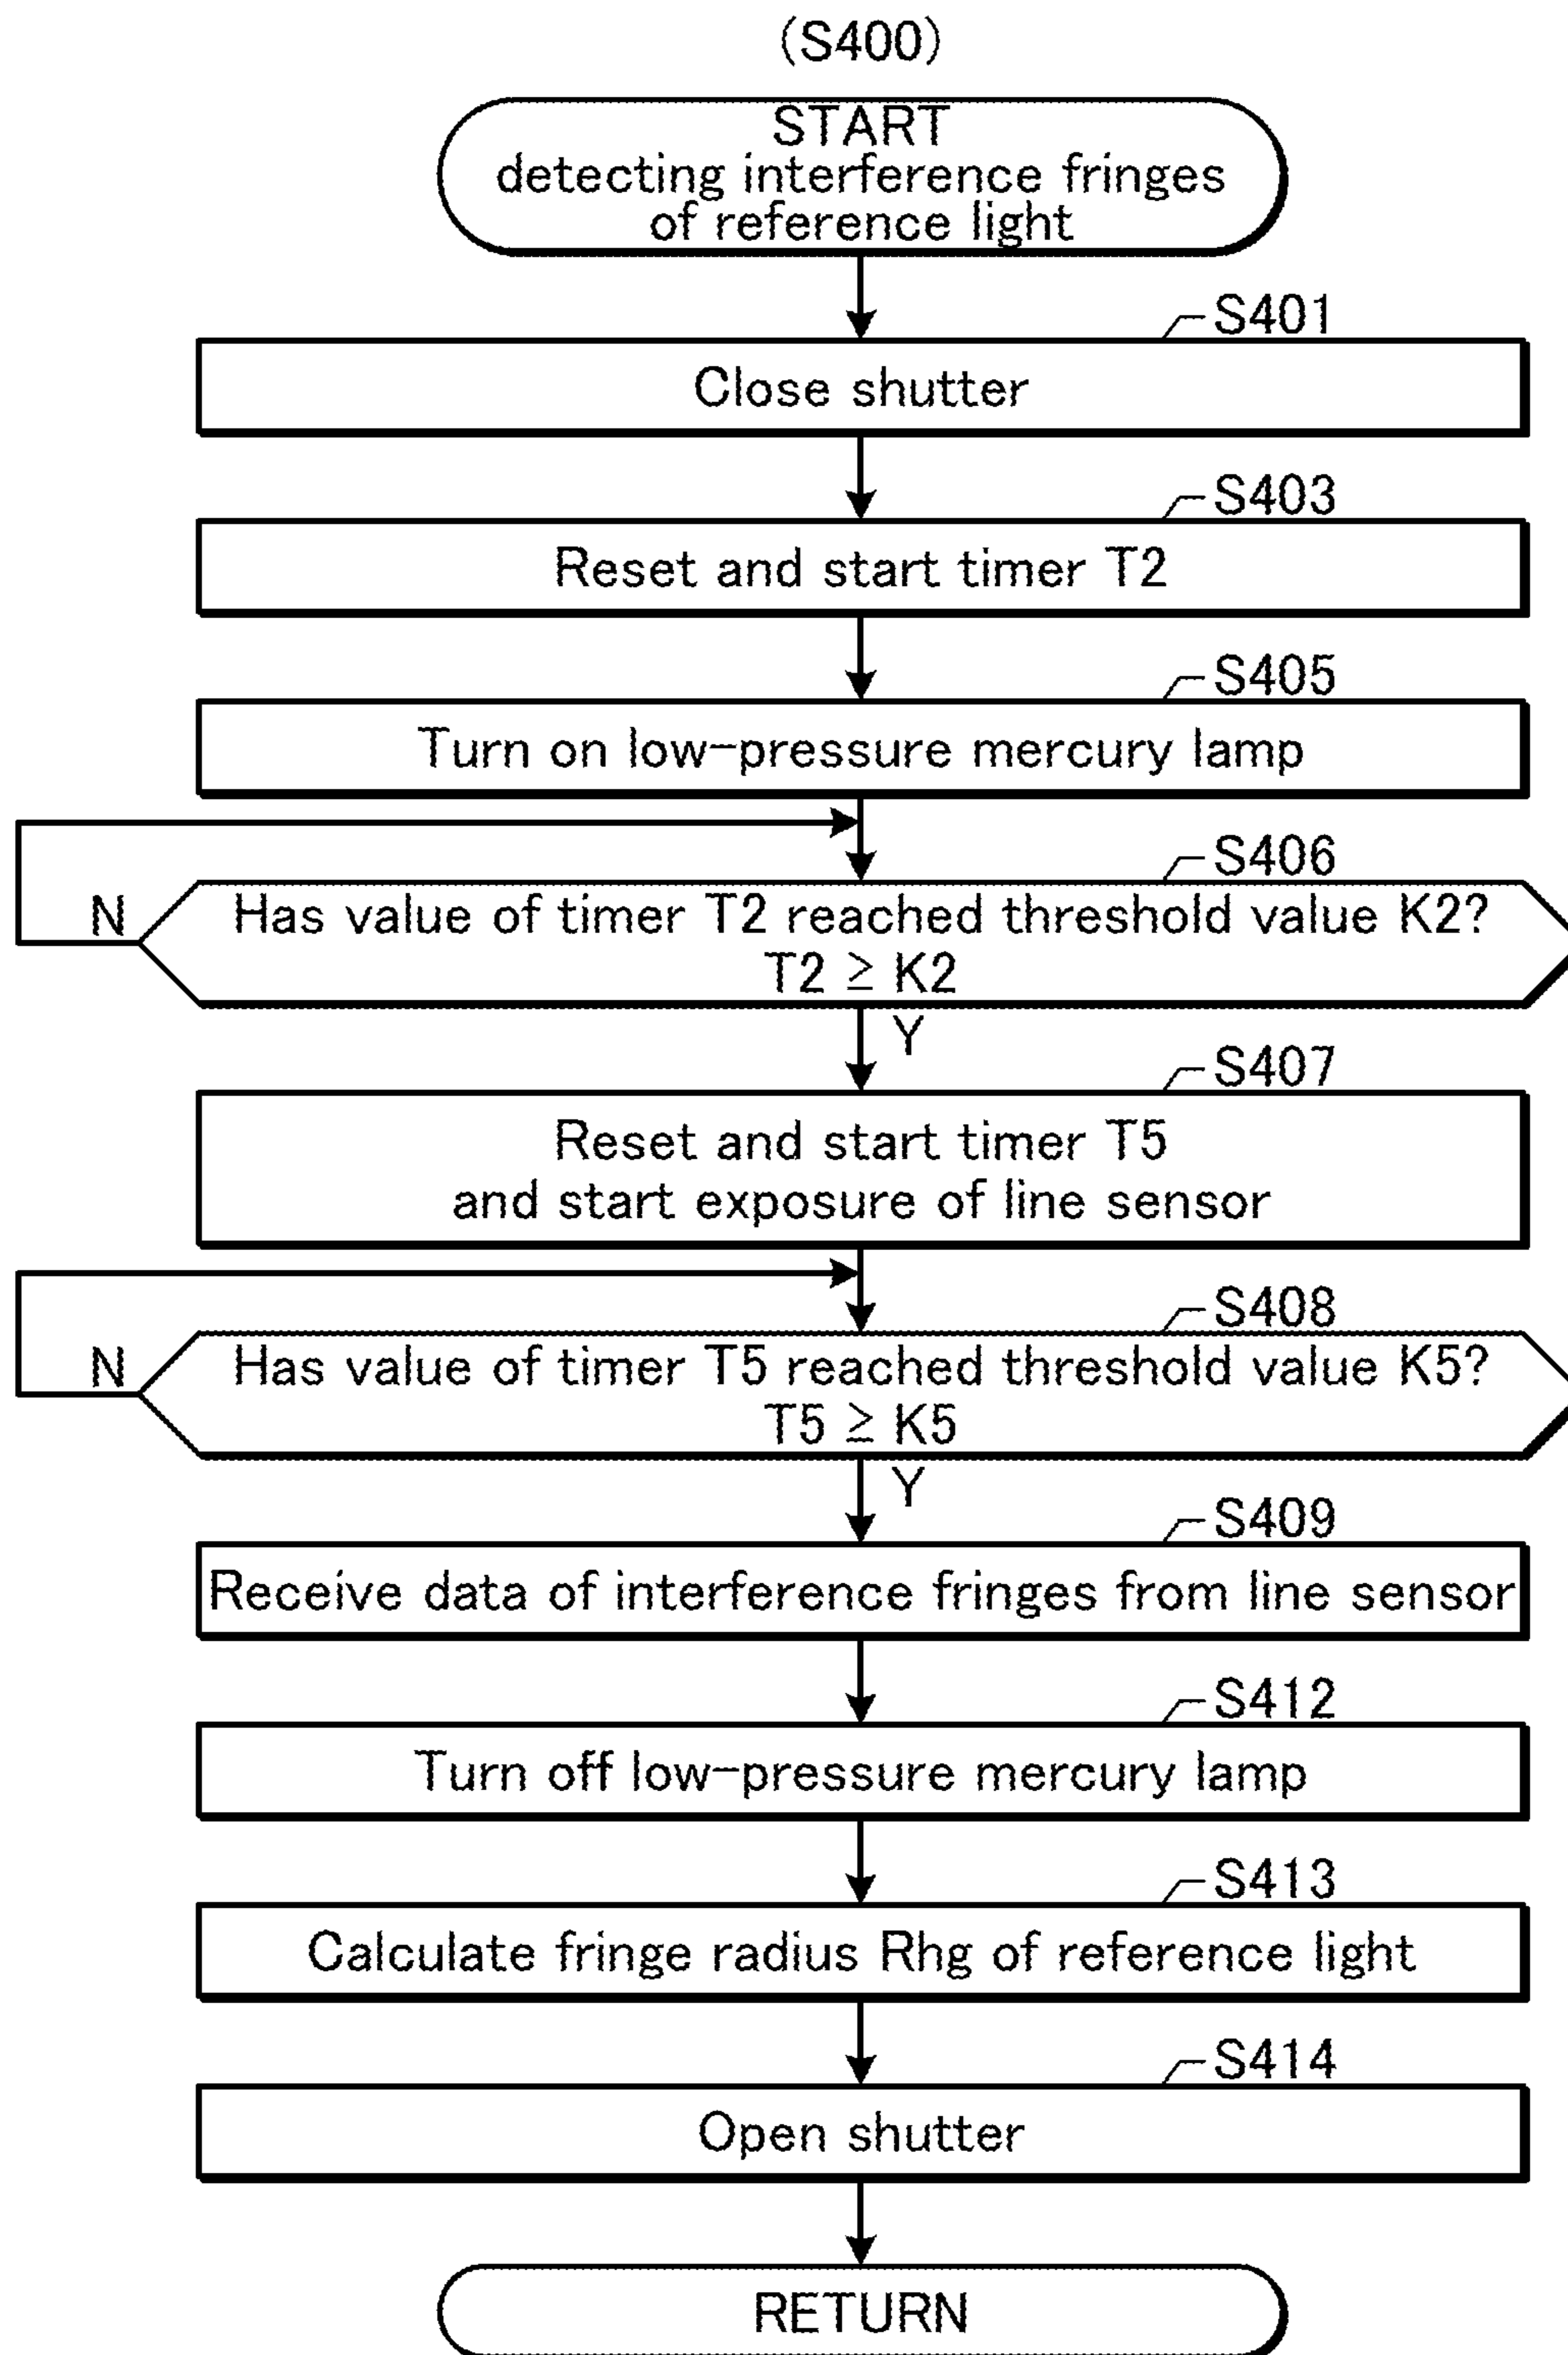 (S400)
START
detecting interference fringes
of reference light
S401
Close shutter
S403
Reset and start timer T2
S405
Turn on low-pressure mercury lamp
S406
N
Has value of timer T2 reached threshold value K2?
T2 ≥ K2
Y
S407
Reset and start timer T5
and start exposure of line sensor
S408
N
Has value of timer T5 reached threshold value K5?
T5 ≥ K5
Y
S409
Receive data of interference fringes from line sensor
S412
Turn off low-pressure mercury lamp
S413
Calculate fringe radius Rhg of reference light
S414
Open shutter
RETURN